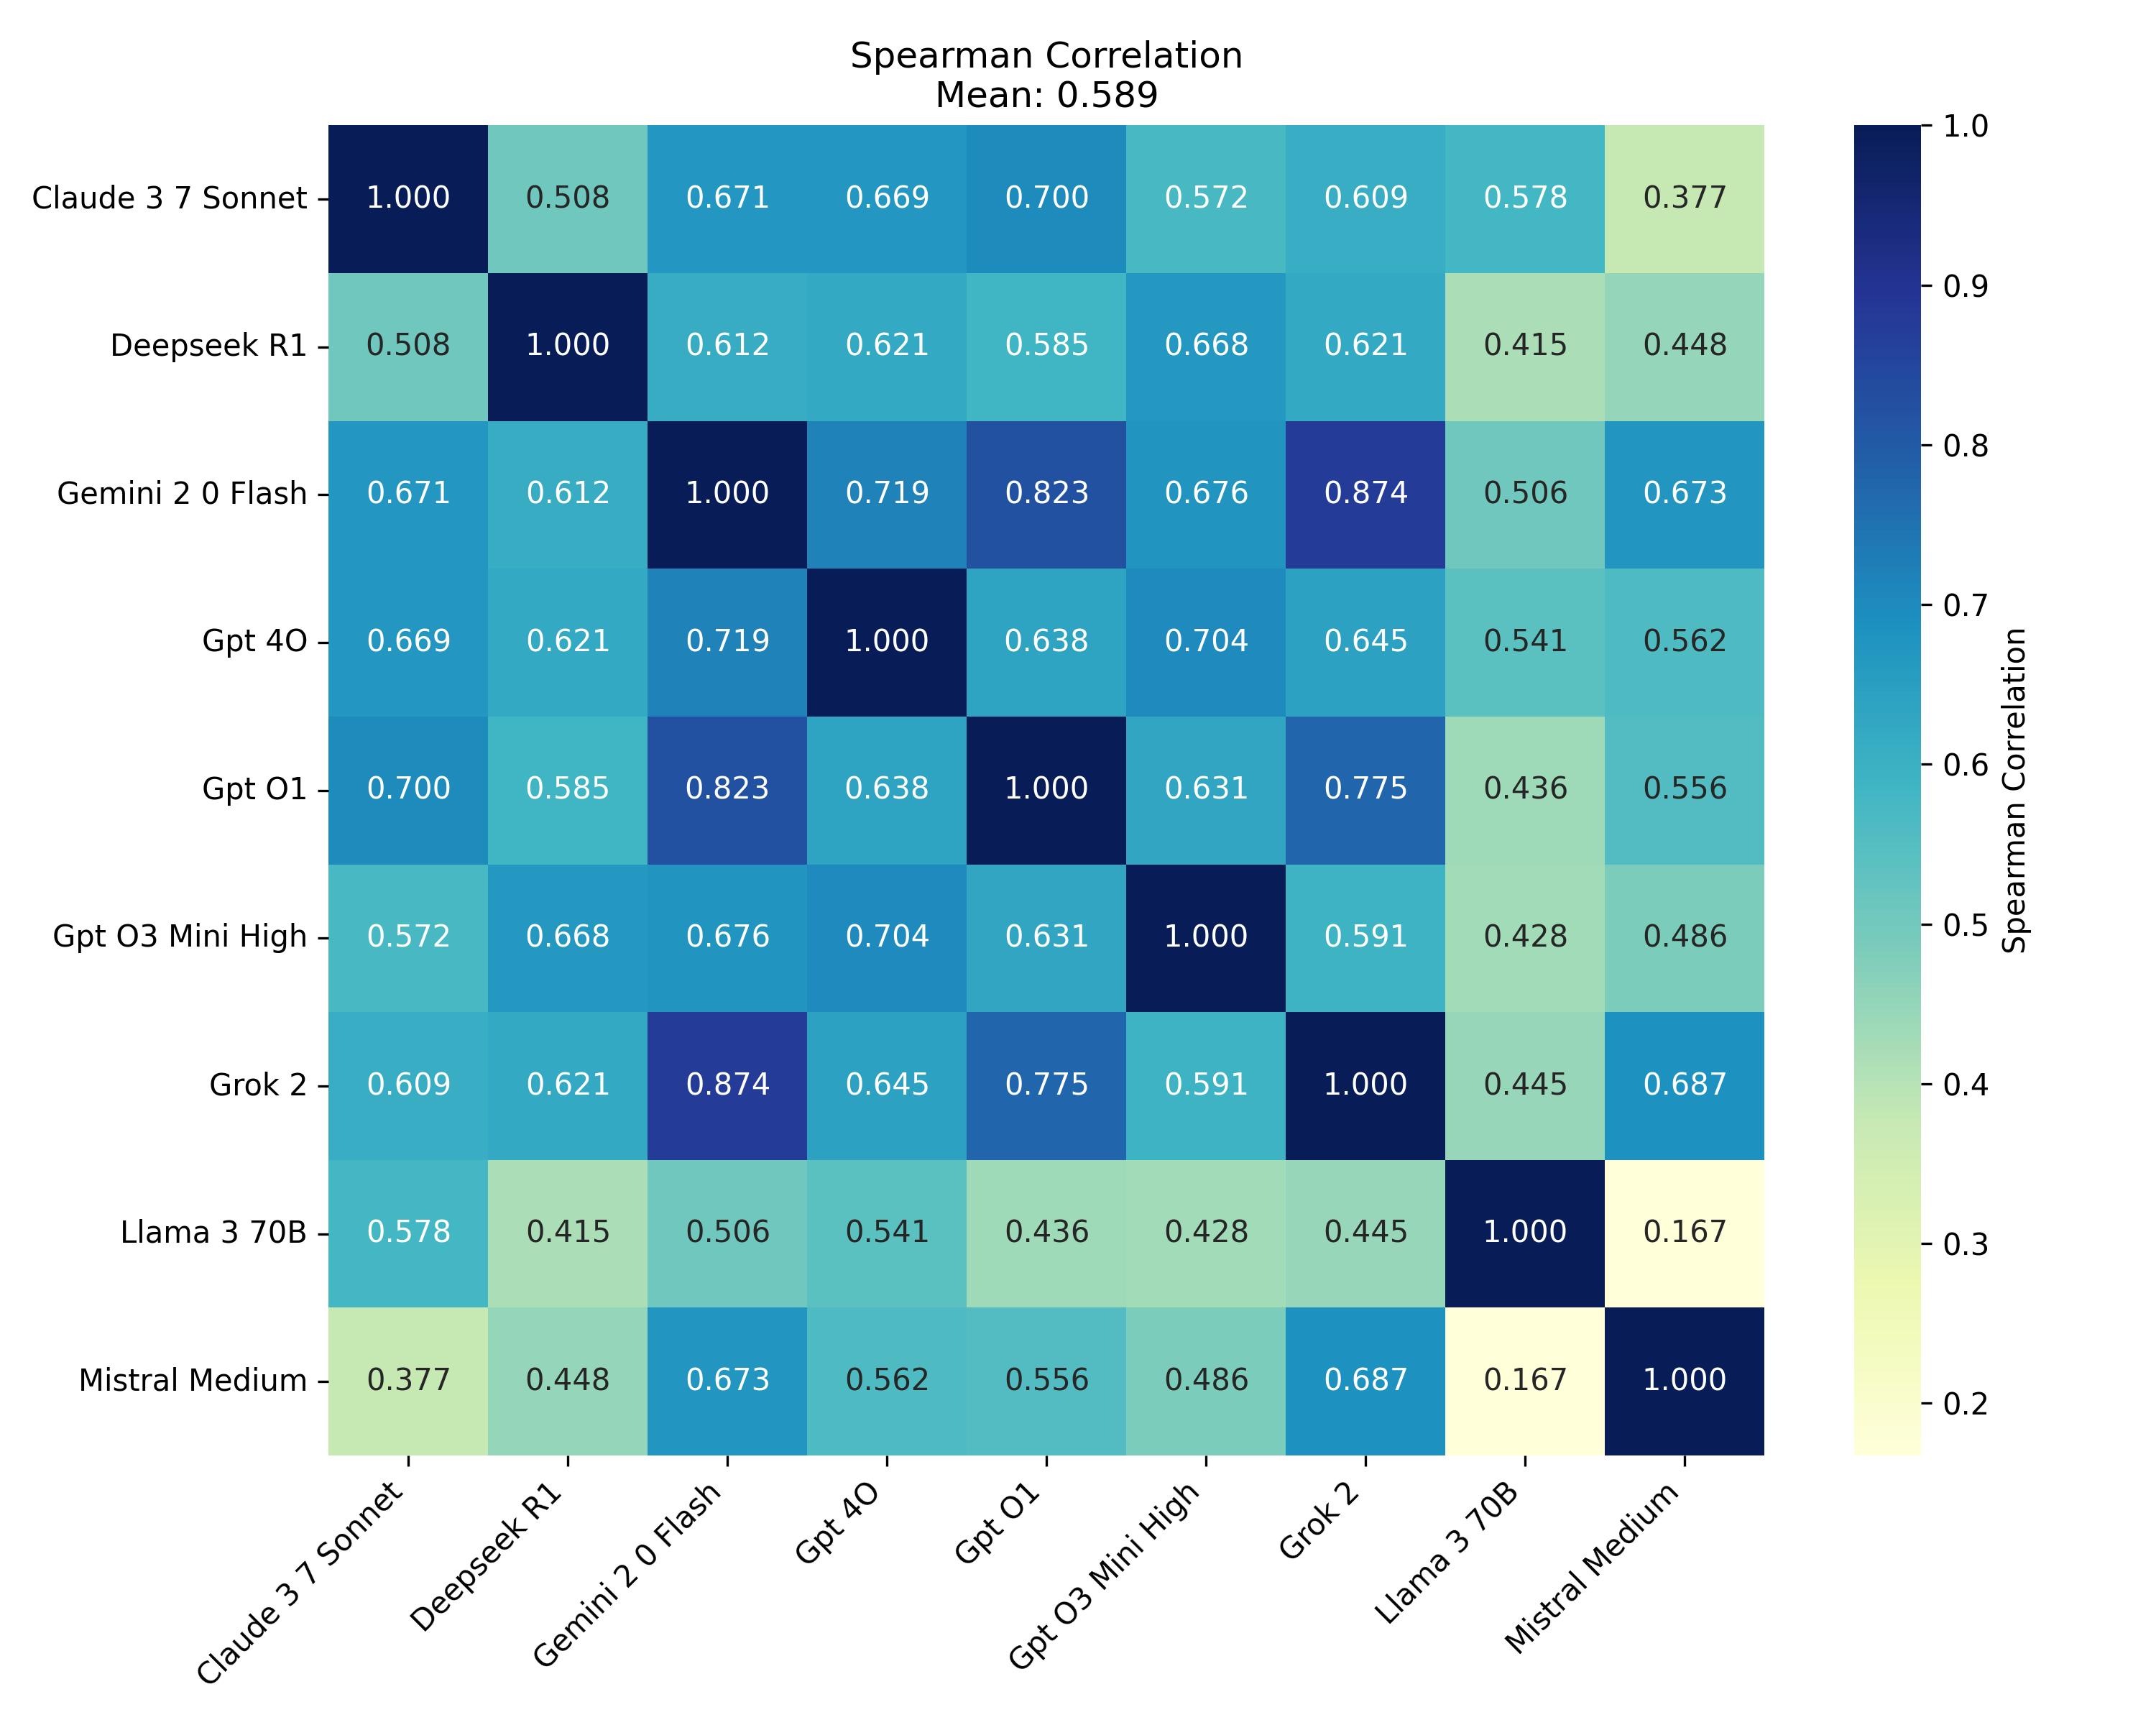 Spearman Correlation
Mean: 0.589
Claude 3 7 Sonnet 1.000 0.508 0.671 0.669 0.700 0.572 0.609 0.578 0.377
Deepseek R1 0.508 1.000 0.612 0.621 0.585 0.668 0.621 0.415 0.448
Gemini 2 0 Flash 0.671 0.612 1.000 0.719 0.823 0.676 0.874 0.506 0.673
Gpt 4O 0.669 0.621 0.719 1.000 0.638 0.704 0.645 0.541 0.562
Gpt O1 0.700 0.585 0.823 0.638 1.000 0.631 0.775 0.436 0.556
Gpt O3 Mini High 0.572 0.668 0.676 0.704 0.631 1.000 0.591 0.428 0.486
Grok 2 0.609 0.621 0.874 0.645 0.775 0.591 1.000 0.445 0.687
Llama 3 70B 0.578 0.415 0.506 0.541 0.436 0.428 0.445 1.000 0.167
Mistral Medium 0.377 0.448 0.673 0.562 0.556 0.486 0.687 0.167 1.000
Claude 3 7 Sonnet
Deepseek R1
Gemini 2 0 Flash
Gpt 4O
Gpt O1
Gpt O3 Mini High
Grok 2
Llama 3 70B
Mistral Medium
1.0
0.9
0.8
0.7
0.6
0.5
0.4
0.3
0.2
Spearman Correlation